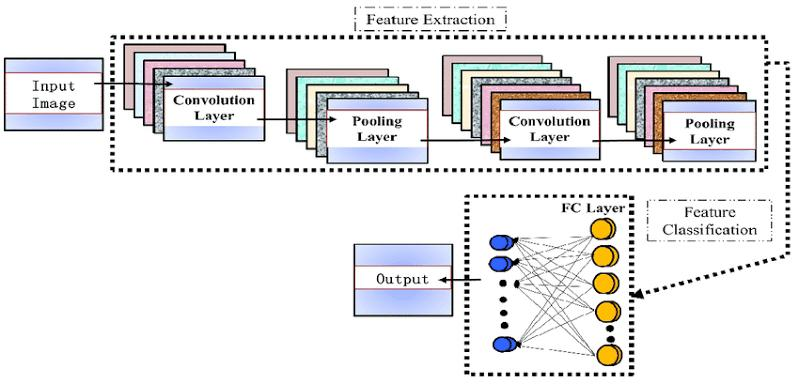 Feature Extraction
Input
Image
Convolution
Layer
Pooling
Layer
Convolution
Layer
Pooling
Layer
FC Layer
Feature
Classification
Output